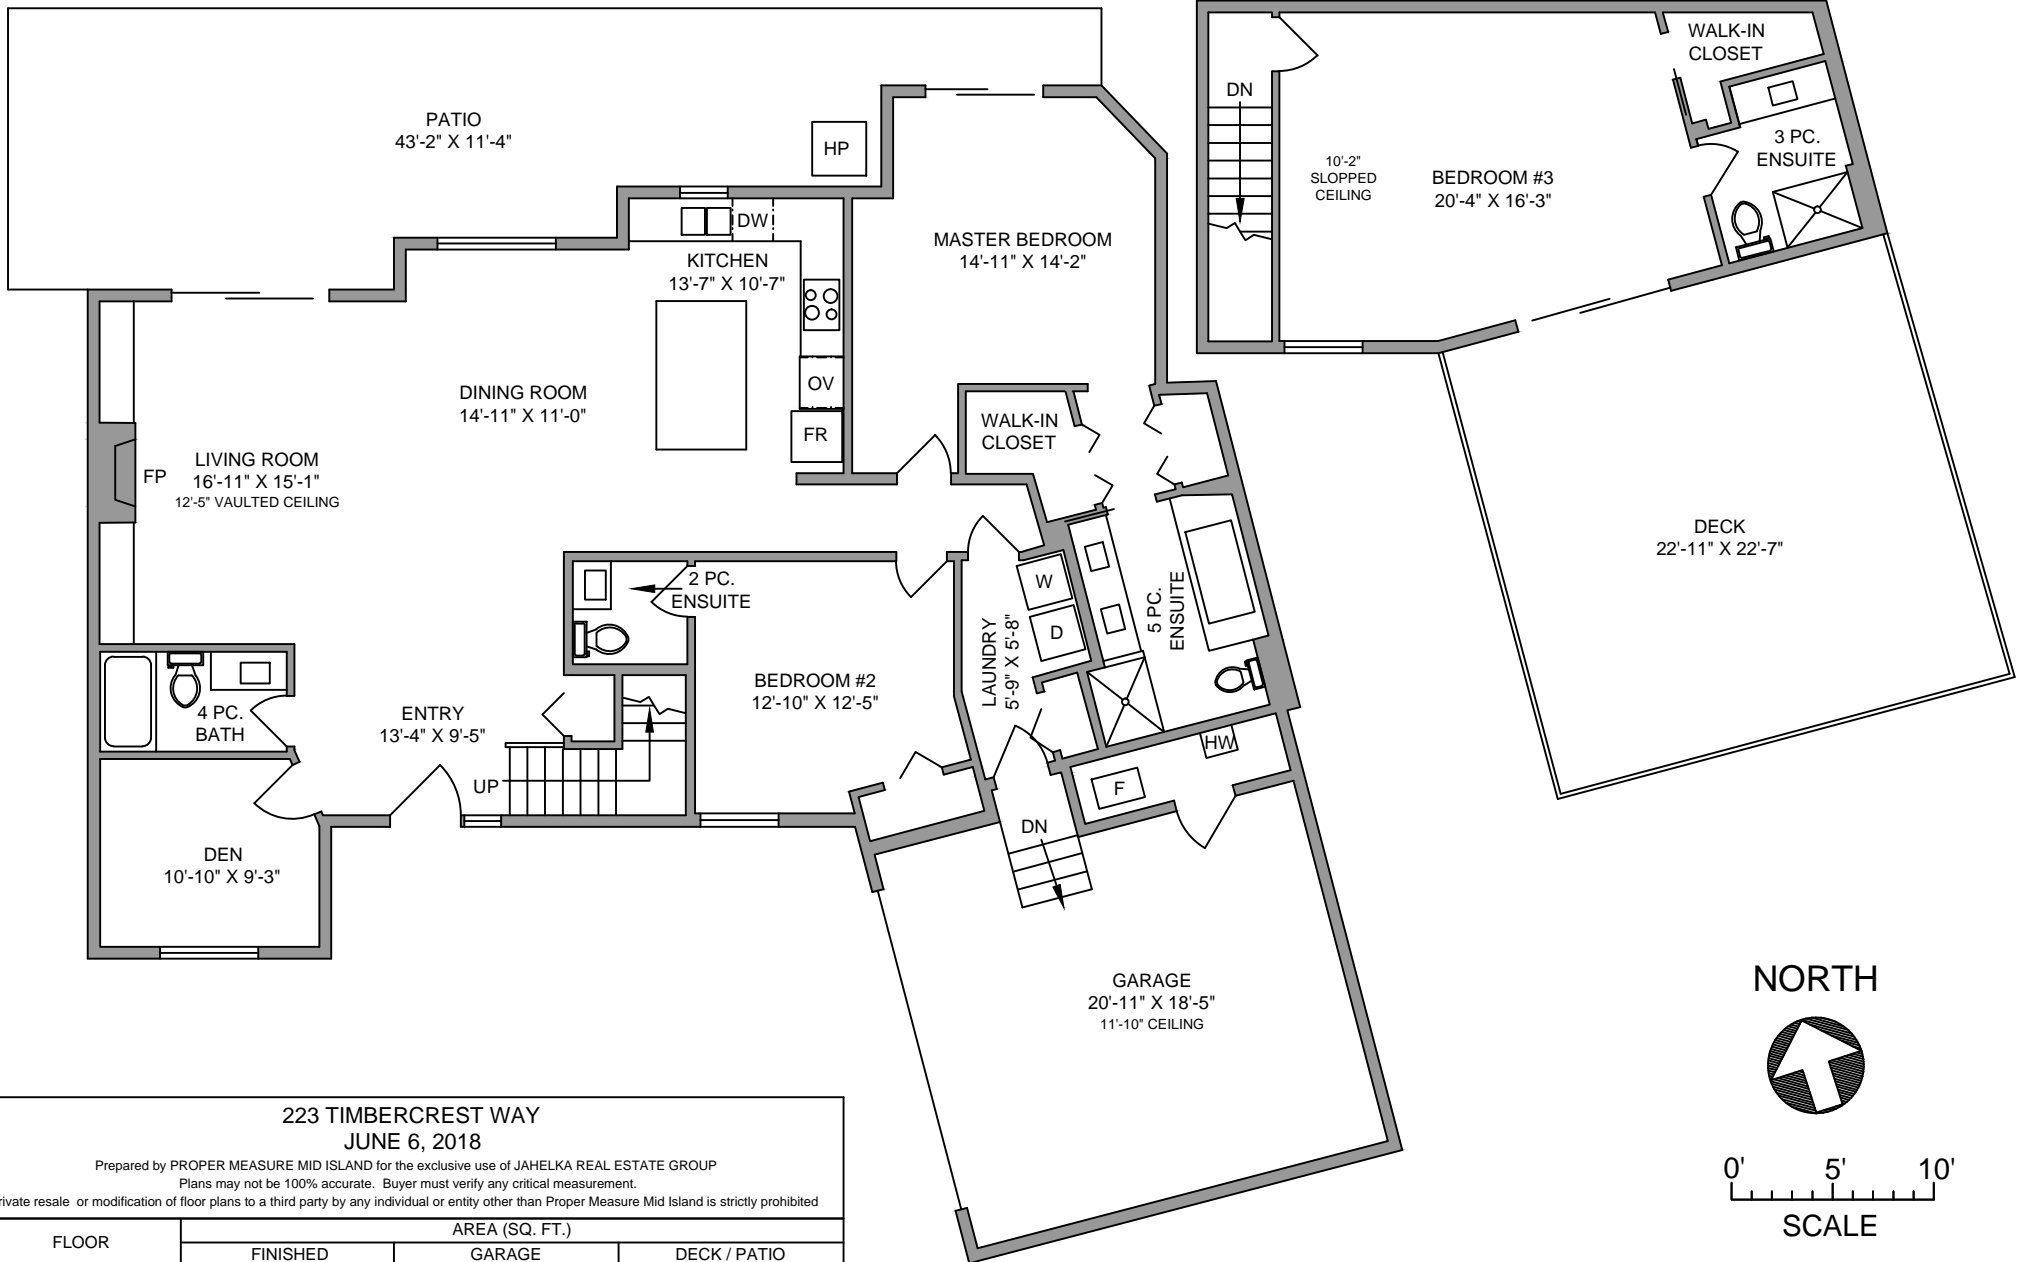 PATIO
43'-2" X 11'-4"
HP
DW
KITCHEN
13'-7" X 10'-7"
MASTER BEDROOM
14'-11" X 14'-2"
DINING ROOM
14'-11" X 11'-0"
OV
FR
WALK-IN
CLOSET
LIVING ROOM
16'-11" X 15'-1"
12'-5" VAULTED CEILING
FP
2 PC.
ENSUITE
W
D
5 PC.
ENSUITE
LAUNDRY
5'-9" X 5'-8"
BEDROOM #2
12'-10" X 12'-5"
4 PC.
BATH
ENTRY
13'-4" X 9'-5"
UP
HW
F
DN
DEN
10'-10" X 9'-3"
GARAGE
20'-11" X 18'-5"
11'-10" CEILING
WALK-IN
CLOSET
DN
3 PC.
ENSUITE
10'-2"
SLOPPED
CEILING
BEDROOM #3
20'-4" X 16'-3"
DECK
22'-11" X 22'-7"
NORTH
0' 5' 10'
SCALE
223 TIMBERCREST WAY
JUNE 6, 2018
Prepared by PROPER MEASURE MID ISLAND for the exclusive use of JAHELKA REAL ESTATE GROUP
Plans may not be 100% accurate. Buyer must verify any critical measurement.
rivate resale or modification of floor plans to a third party by any individual or entity other than Proper Measure Mid Island is strictly prohibited
FLOOR
AREA (SQ. FT.)
FINISHED GARAGE DECK / PATIO